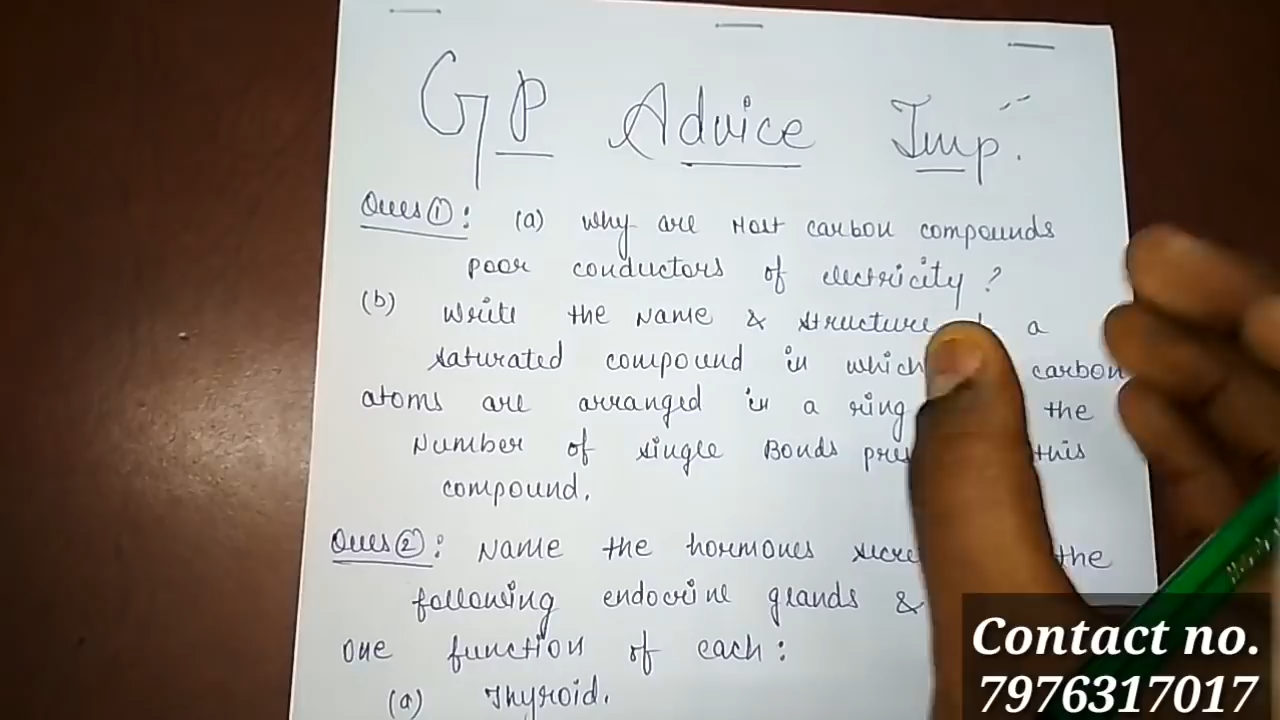 GP Advice Imp.
Ques ①: (a) why are Most carbon compounds
poor conductors of electricity?
(b) Write the Name & structure a
saturated compound in which carbon
atoms are arranged in a ring the
Number of single Bonds this
compound.
Ques ②: Name the hormones the
following endocrine glands &
one function of each:
(a) Thyroid.
Contact no.
7976317017